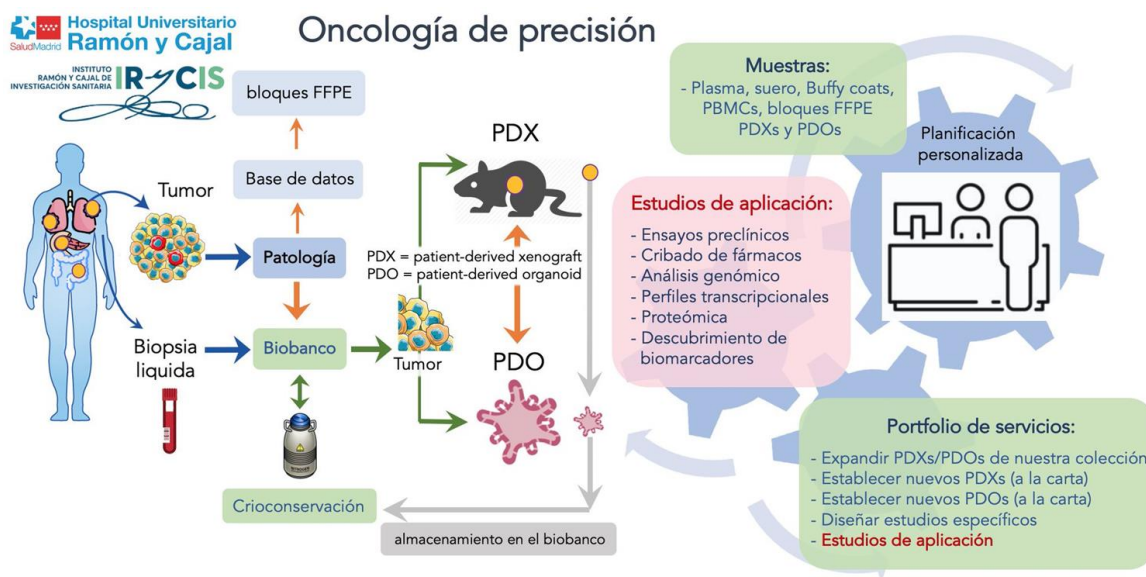 Hospital Universitario
Ramón y Cajal
SaludMadrid
INSTITUTO
RAMÓN Y CAJAL DE
INVESTIGACIÓN SANITARIA
IRyCIS
Oncología de precisión
bloques FFPE
Base de datos
Tumor
Patología
Biopsia
liquida
Biobanco
Crioconservación
PDX
PDX = patient-derived xenograft
PDO = patient-derived organoid
Tumor
PDO
almacenamiento en el biobanco
Muestras:
- Plasma, suero, Buffy coats,
PBMCs, bloques FFPE
PDXs y PDOs
Planificación
personalizada
Estudios de aplicación:
- Ensayos preclínicos
- Cribado de fármacos
- Análisis genómico
- Perfiles transcripcionales
- Proteómica
- Descubrimiento de
biomarcadores
Portfolio de servicios:
- Expandir PDXs/PDOs de nuestra colección
- Establecer nuevos PDXs (a la carta)
- Establecer nuevos PDOs (a la carta)
- Diseñar estudios específicos
- Estudios de aplicación